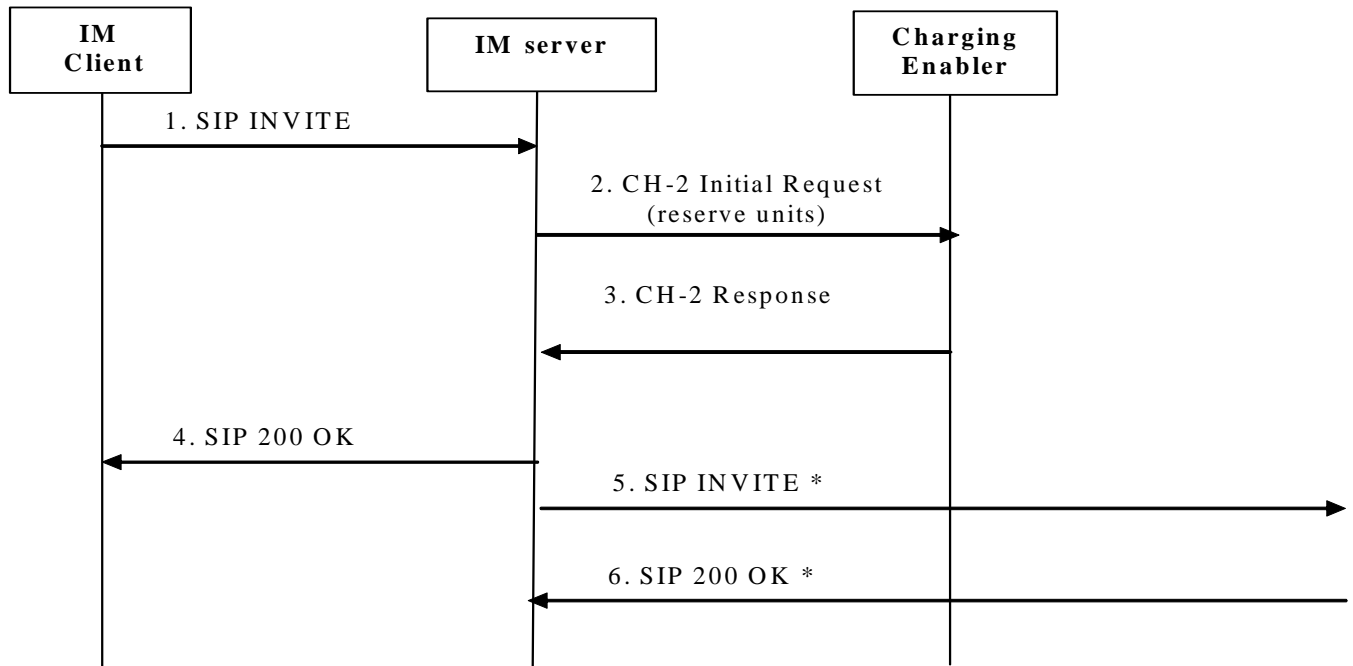 IM
Client
IM server
Charging
Enabler
1. SIP INVITE
2. CH-2 Initial Request
(reserve units)
3. CH-2 Response
4. SIP 200 OK
5. SIP INVITE *
6. SIP 200 OK *